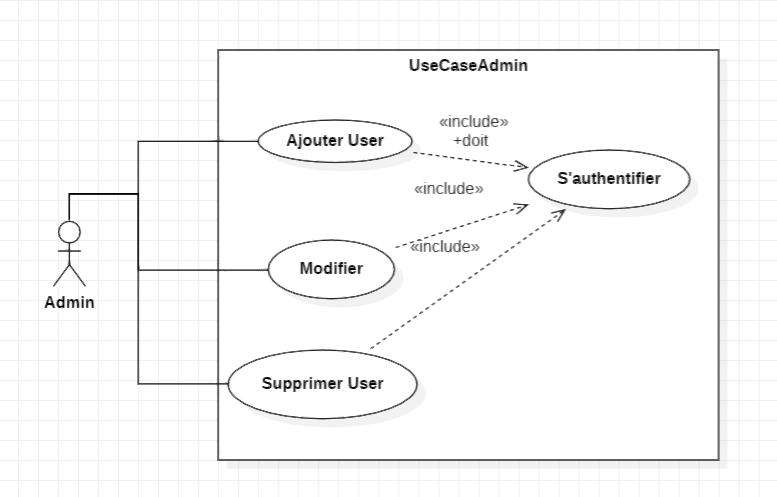 UseCaseAdmin
«include»
+doit
Ajouter User
S'authentifier
«include»
«include»
Modifier
Admin
Supprimer User